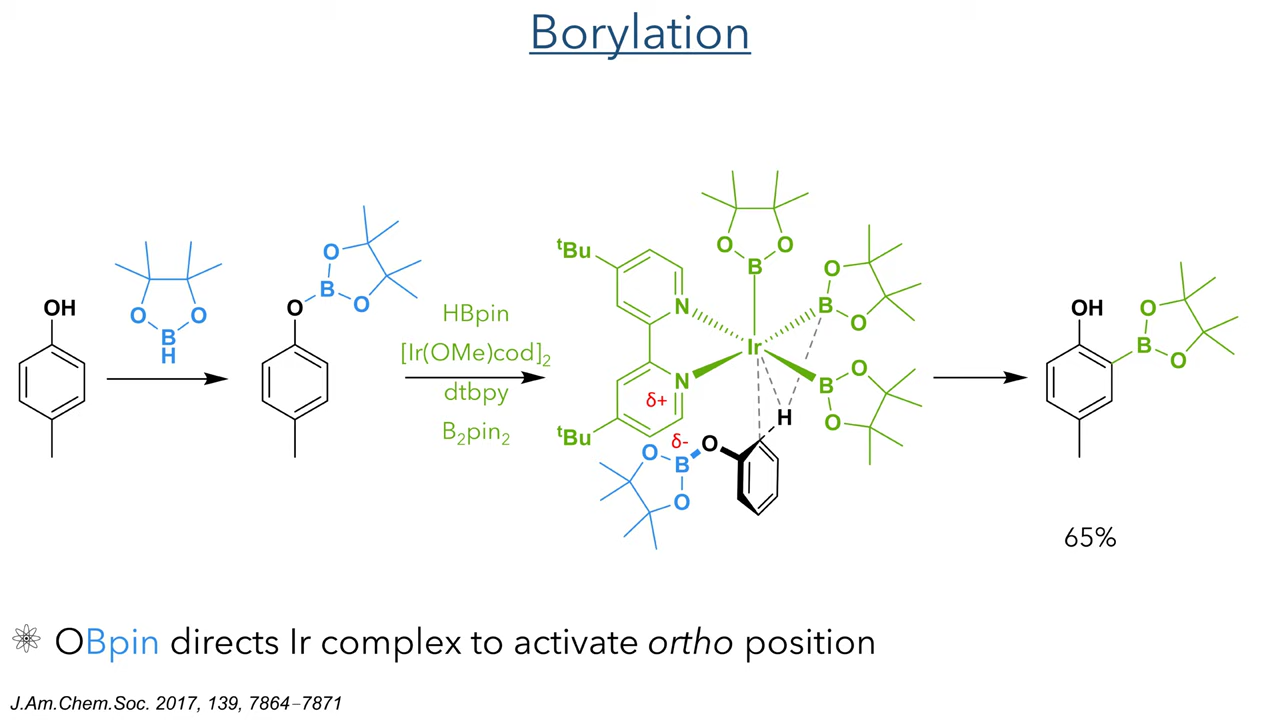 Borylation
OH
O
O
B
H
O
O
B
O
O
HBpin
[Ir(OMe)cod]₂
dtbpy
B₂pin₂
ᵗBu
ᵗBu
N
N
δ+
δ-
Ir
O
O
B
O
B
O
B
O
O
H
O
O
B
O
OH
O
B
O
65%
OBpin directs Ir complex to activate ortho position
J.Am.Chem.Soc. 2017, 139, 7864–7871